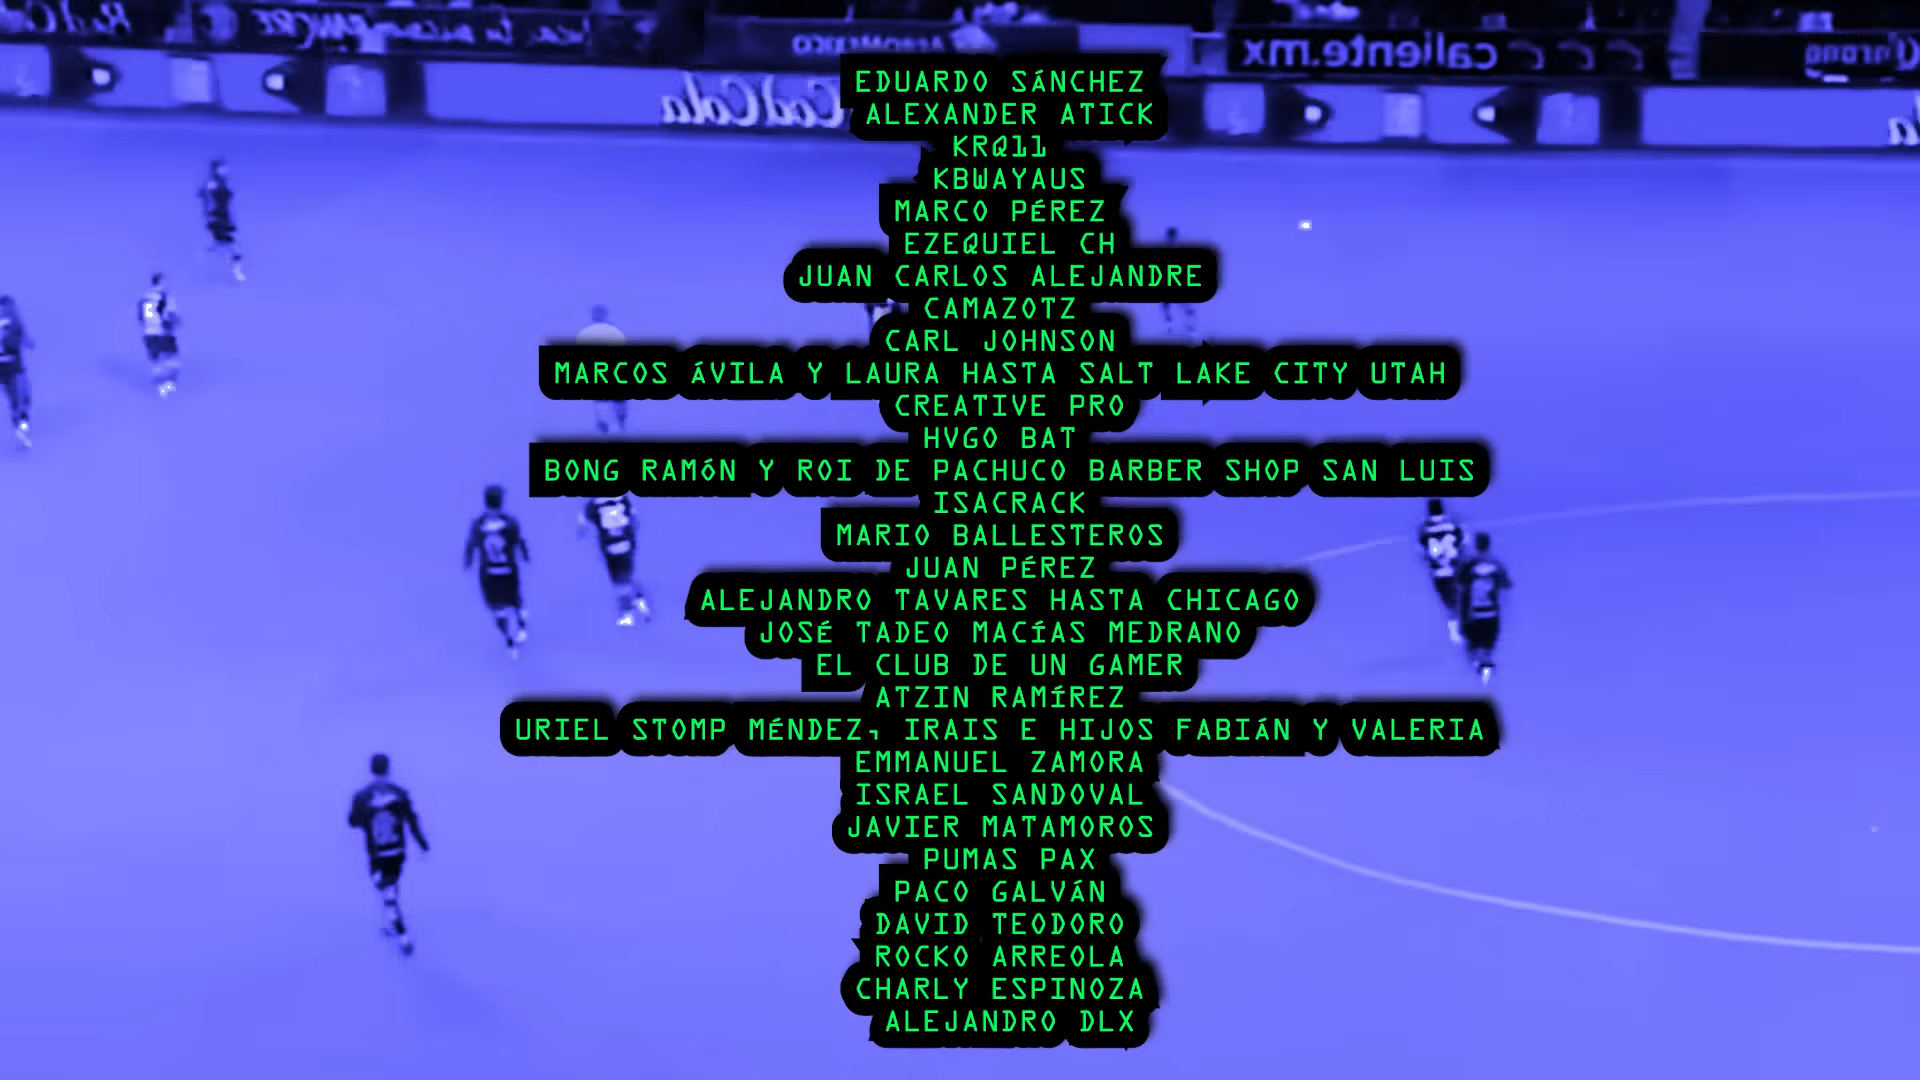 caliente.mx
EDUARDO SÁNCHEZ
ALEXANDER ATICK
KRQ11
KBWAYAUS
MARCO PÉREZ
EZEQUIEL CH
JUAN CARLOS ALEJANDRE
CAMAZOTZ
CARL JOHNSON
MARCOS ÁVILA Y LAURA HASTA SALT LAKE CITY UTAH
CREATIVE PRO
HVGO BAT
BONG RAMÓN Y ROI DE PACHUCO BARBER SHOP SAN LUIS
ISACRACK
MARIO BALLESTEROS
JUAN PÉREZ
ALEJANDRO TAVARES HASTA CHICAGO
JOSÉ TADEO MACÍAS MEDRANO
EL CLUB DE UN GAMER
ATZIN RAMÍREZ
URIEL STOMP MÉNDEZ, IRAIS E HIJOS FABIÁN Y VALERIA
EMMANUEL ZAMORA
ISRAEL SANDOVAL
JAVIER MATAMOROS
PUMAS PAX
PACO GALVÁN
DAVID TEODORO
ROCKO ARREOLA
CHARLY ESPINOZA
ALEJANDRO DLX